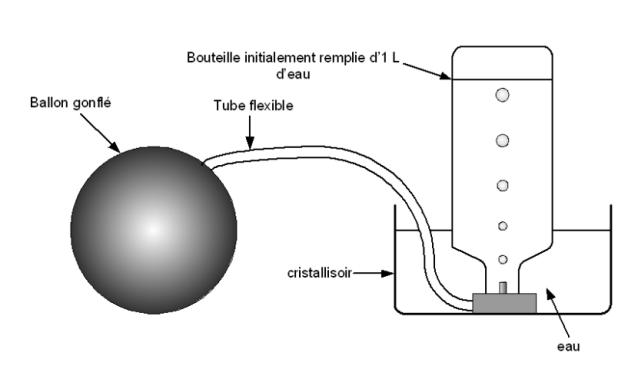 Bouteille initialement remplie d'1 L
d'eau
Ballon gonflé
Tube flexible
cristallisoir
eau